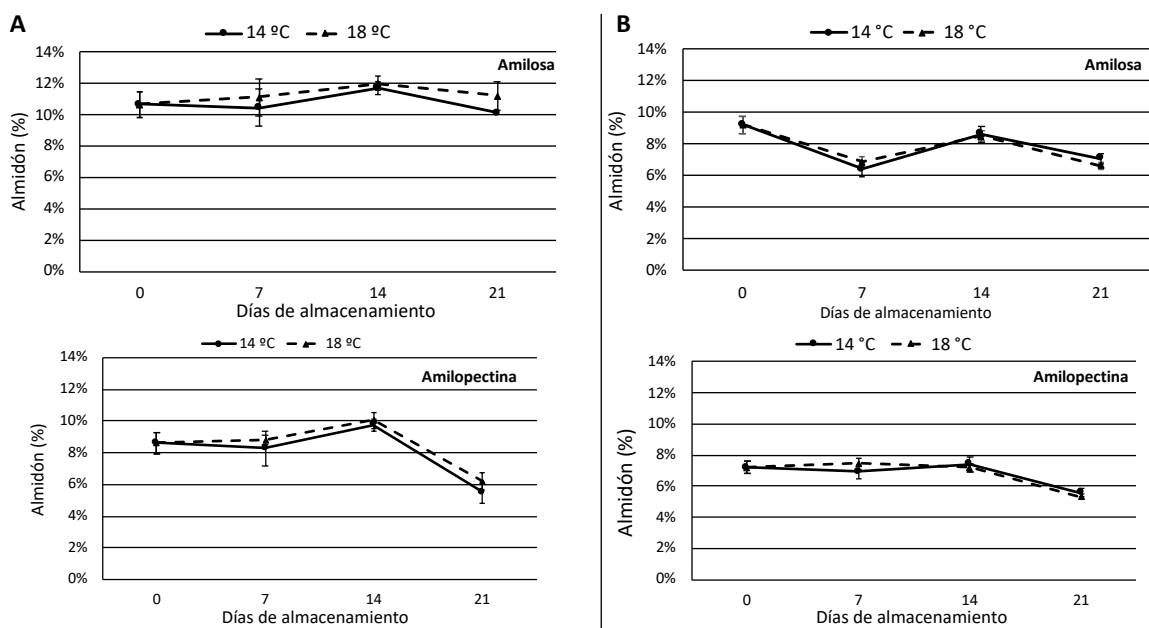 A
14 ºC 18 ºC
Amilosa
Almidón (%)
14%
12%
10%
8%
6%
4%
2%
0%
0 7 14 21
Días de almacenamiento
14 ºC 18 ºC
Amilopectina
Almidón (%)
14%
12%
10%
8%
6%
4%
2%
0%
0 7 14 21
Días de almacenamiento
B
14 °C 18 °C
Amilosa
Almidón (%)
14%
12%
10%
8%
6%
4%
2%
0%
0 7 14 21
Días de almacenamiento
14 °C 18 °C
Amilopectina
Almidón (%)
14%
12%
10%
8%
6%
4%
2%
0%
0 7 14 21
Días de almacenamiento